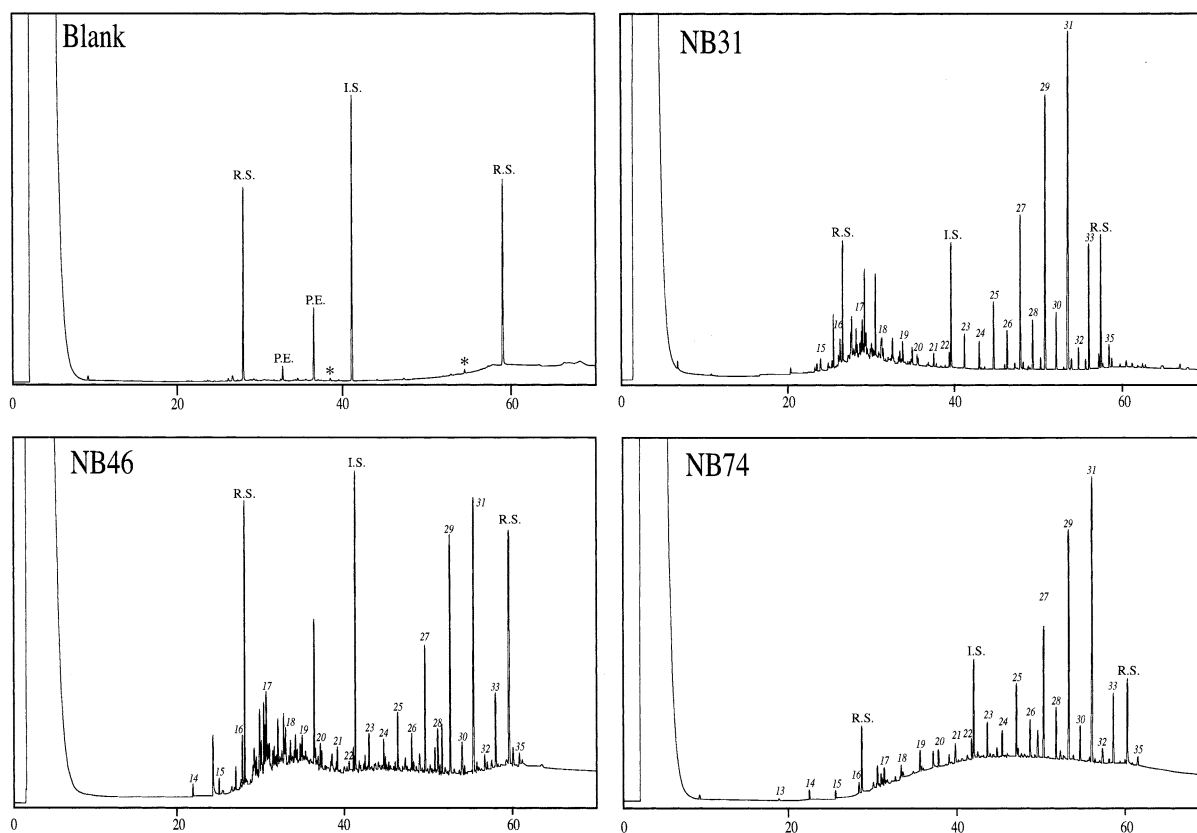 Blank
R.S.
P.E.
P.E.
*
I.S.
*
R.S.
0 20 40 60
NB31
15
16
R.S.
17
18
19
20
21
22
I.S.
23
24
25
26
27
28
29
30
31
32
33
R.S.
35
0 20 40 60
NB46
14
15
16
R.S.
17
18
19
20
21
22
I.S.
23
24
25
26
27
28
29
30
31
32
33
R.S.
35
0 20 40 60
NB74
13
14
15
16
R.S.
17
18
19
20
21
22
I.S.
23
24
25
26
27
28
29
30
31
32
33
R.S.
35
0 20 40 60